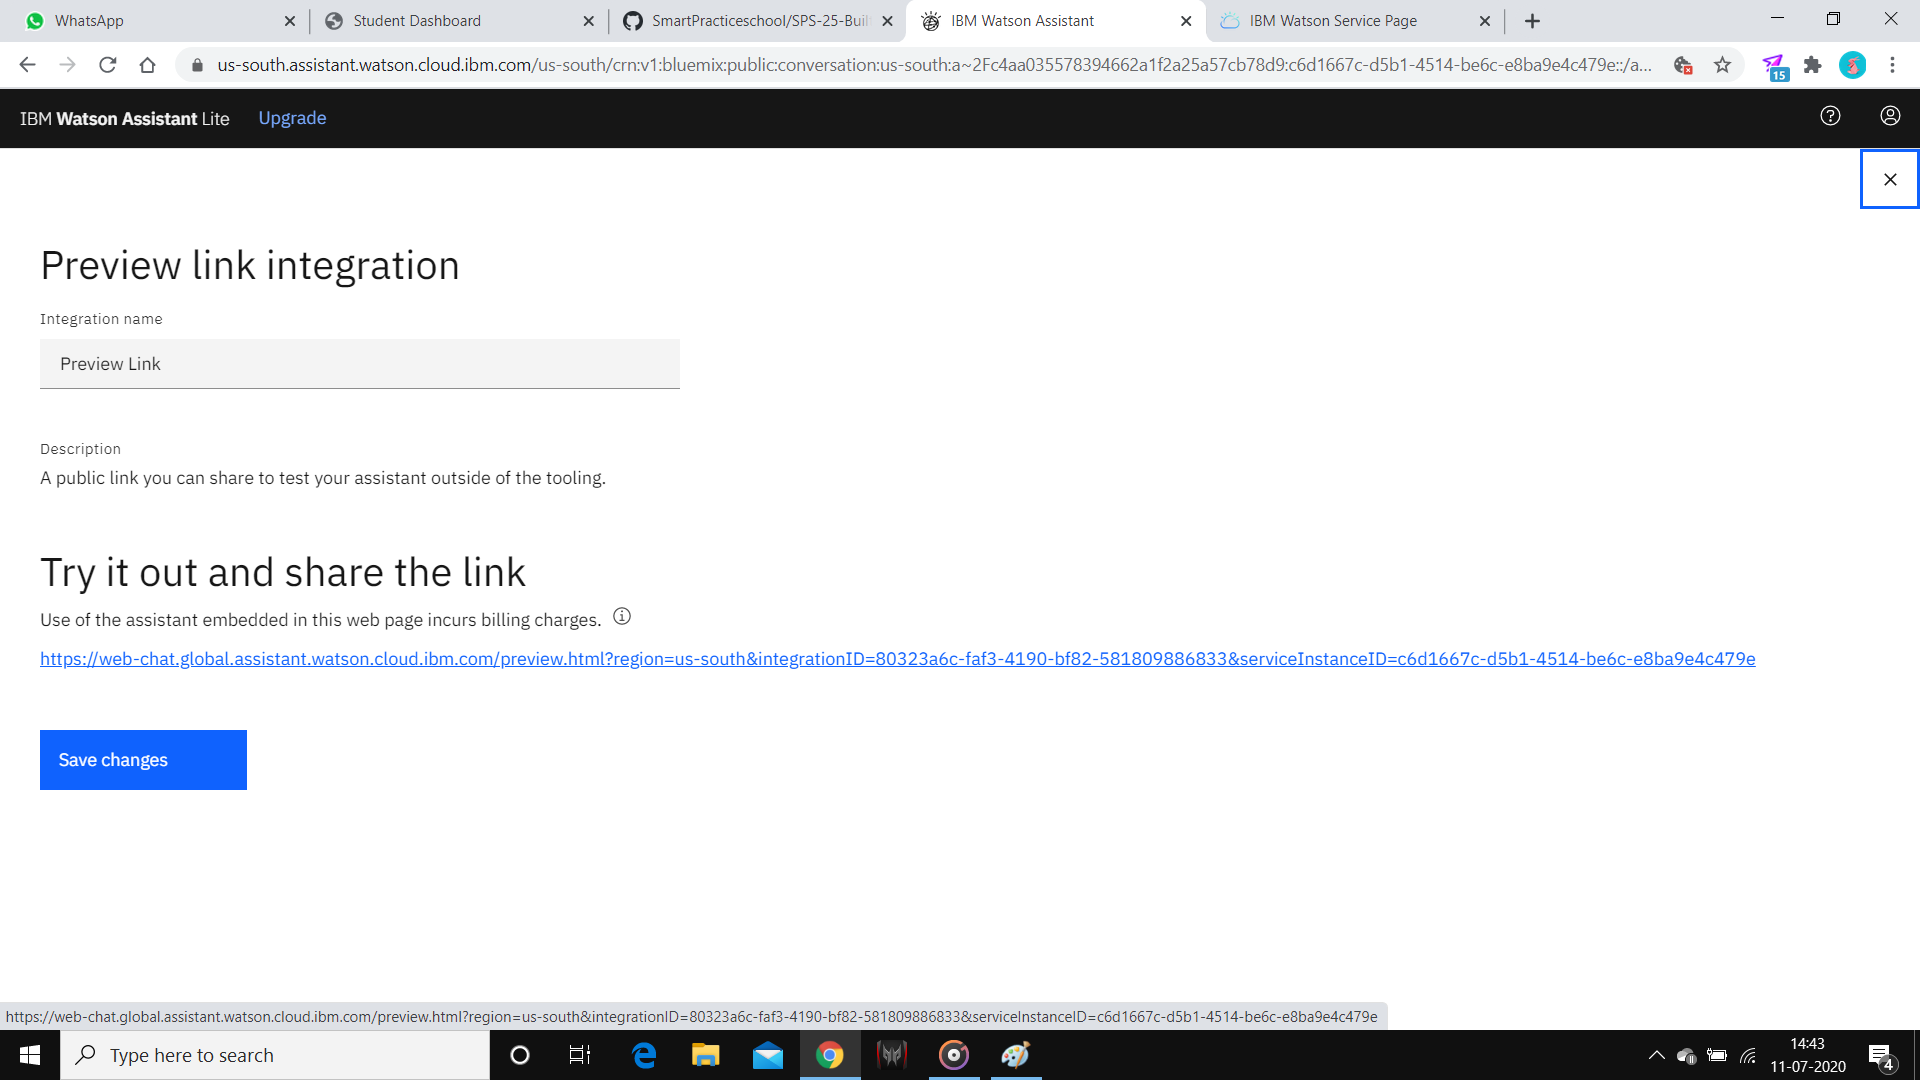 WhatsApp
Student Dashboard
SmartPracticeschool/SPS-25-Buil
IBM Watson Assistant
IBM Watson Service Page
us-south.assistant.watson.cloud.ibm.com/us-south/crn:v1:bluemix:public:conversation:us-south:a~2Fc4aa035578394662a1f2a25a57cb78d9:c6d1667c-d5b1-4514-be6c-e8ba9e4c479e::/a...
15
IBM Watson Assistant Lite
Upgrade
Preview link integration
Integration name
Preview Link
Description
A public link you can share to test your assistant outside of the tooling.
Try it out and share the link
Use of the assistant embedded in this web page incurs billing charges.
https://web-chat.global.assistant.watson.cloud.ibm.com/preview.html?region=us-south&integrationID=80323a6c-faf3-4190-bf82-581809886833&serviceInstanceID=c6d1667c-d5b1-4514-be6c-e8ba9e4c479e
Save changes
https://web-chat.global.assistant.watson.cloud.ibm.com/preview.html?region=us-south&integrationID=80323a6c-faf3-4190-bf82-581809886833&serviceInstanceID=c6d1667c-d5b1-4514-be6c-e8ba9e4c479e
Type here to search
14:43
11-07-2020
4